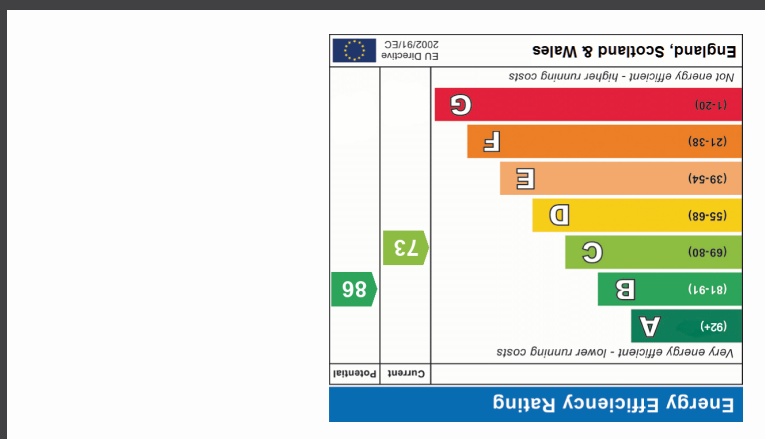 Energy Efficiency Rating
Current
Potential
Very energy efficient - lower running costs
(92+) A
(81-91) B
86
(69-80) C
73
(55-68) D
(39-54) E
(21-38) F
(1-20) G
Not energy efficient - higher running costs
England, Scotland & Wales
EU Directive
2002/91/EC